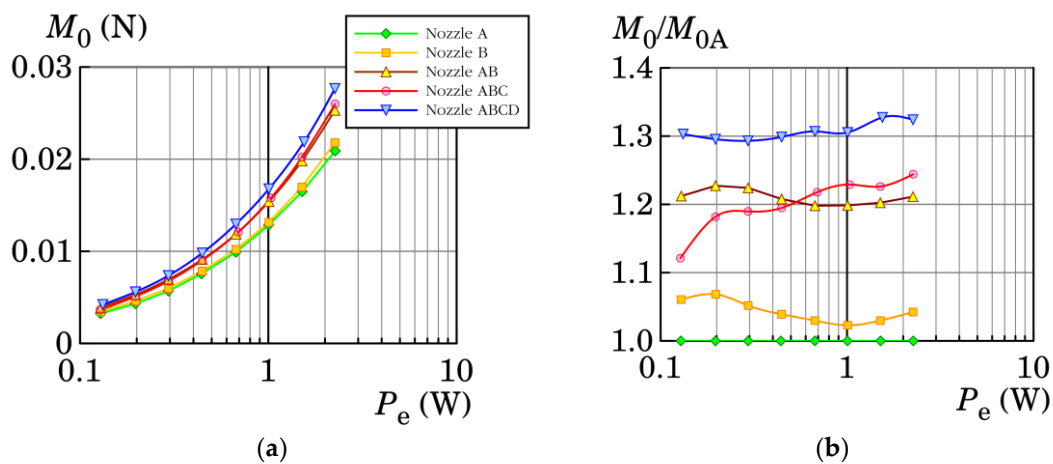 M₀ (N)
Nozzle A
Nozzle B
Nozzle AB
Nozzle ABC
Nozzle ABCD
0.03
0.02
0.01
0
0.1 1 10
Pₑ (W)
(a)
M₀/M₀A
1.4
1.3
1.2
1.1
1.0
0.1 1 10
Pₑ (W)
(b)